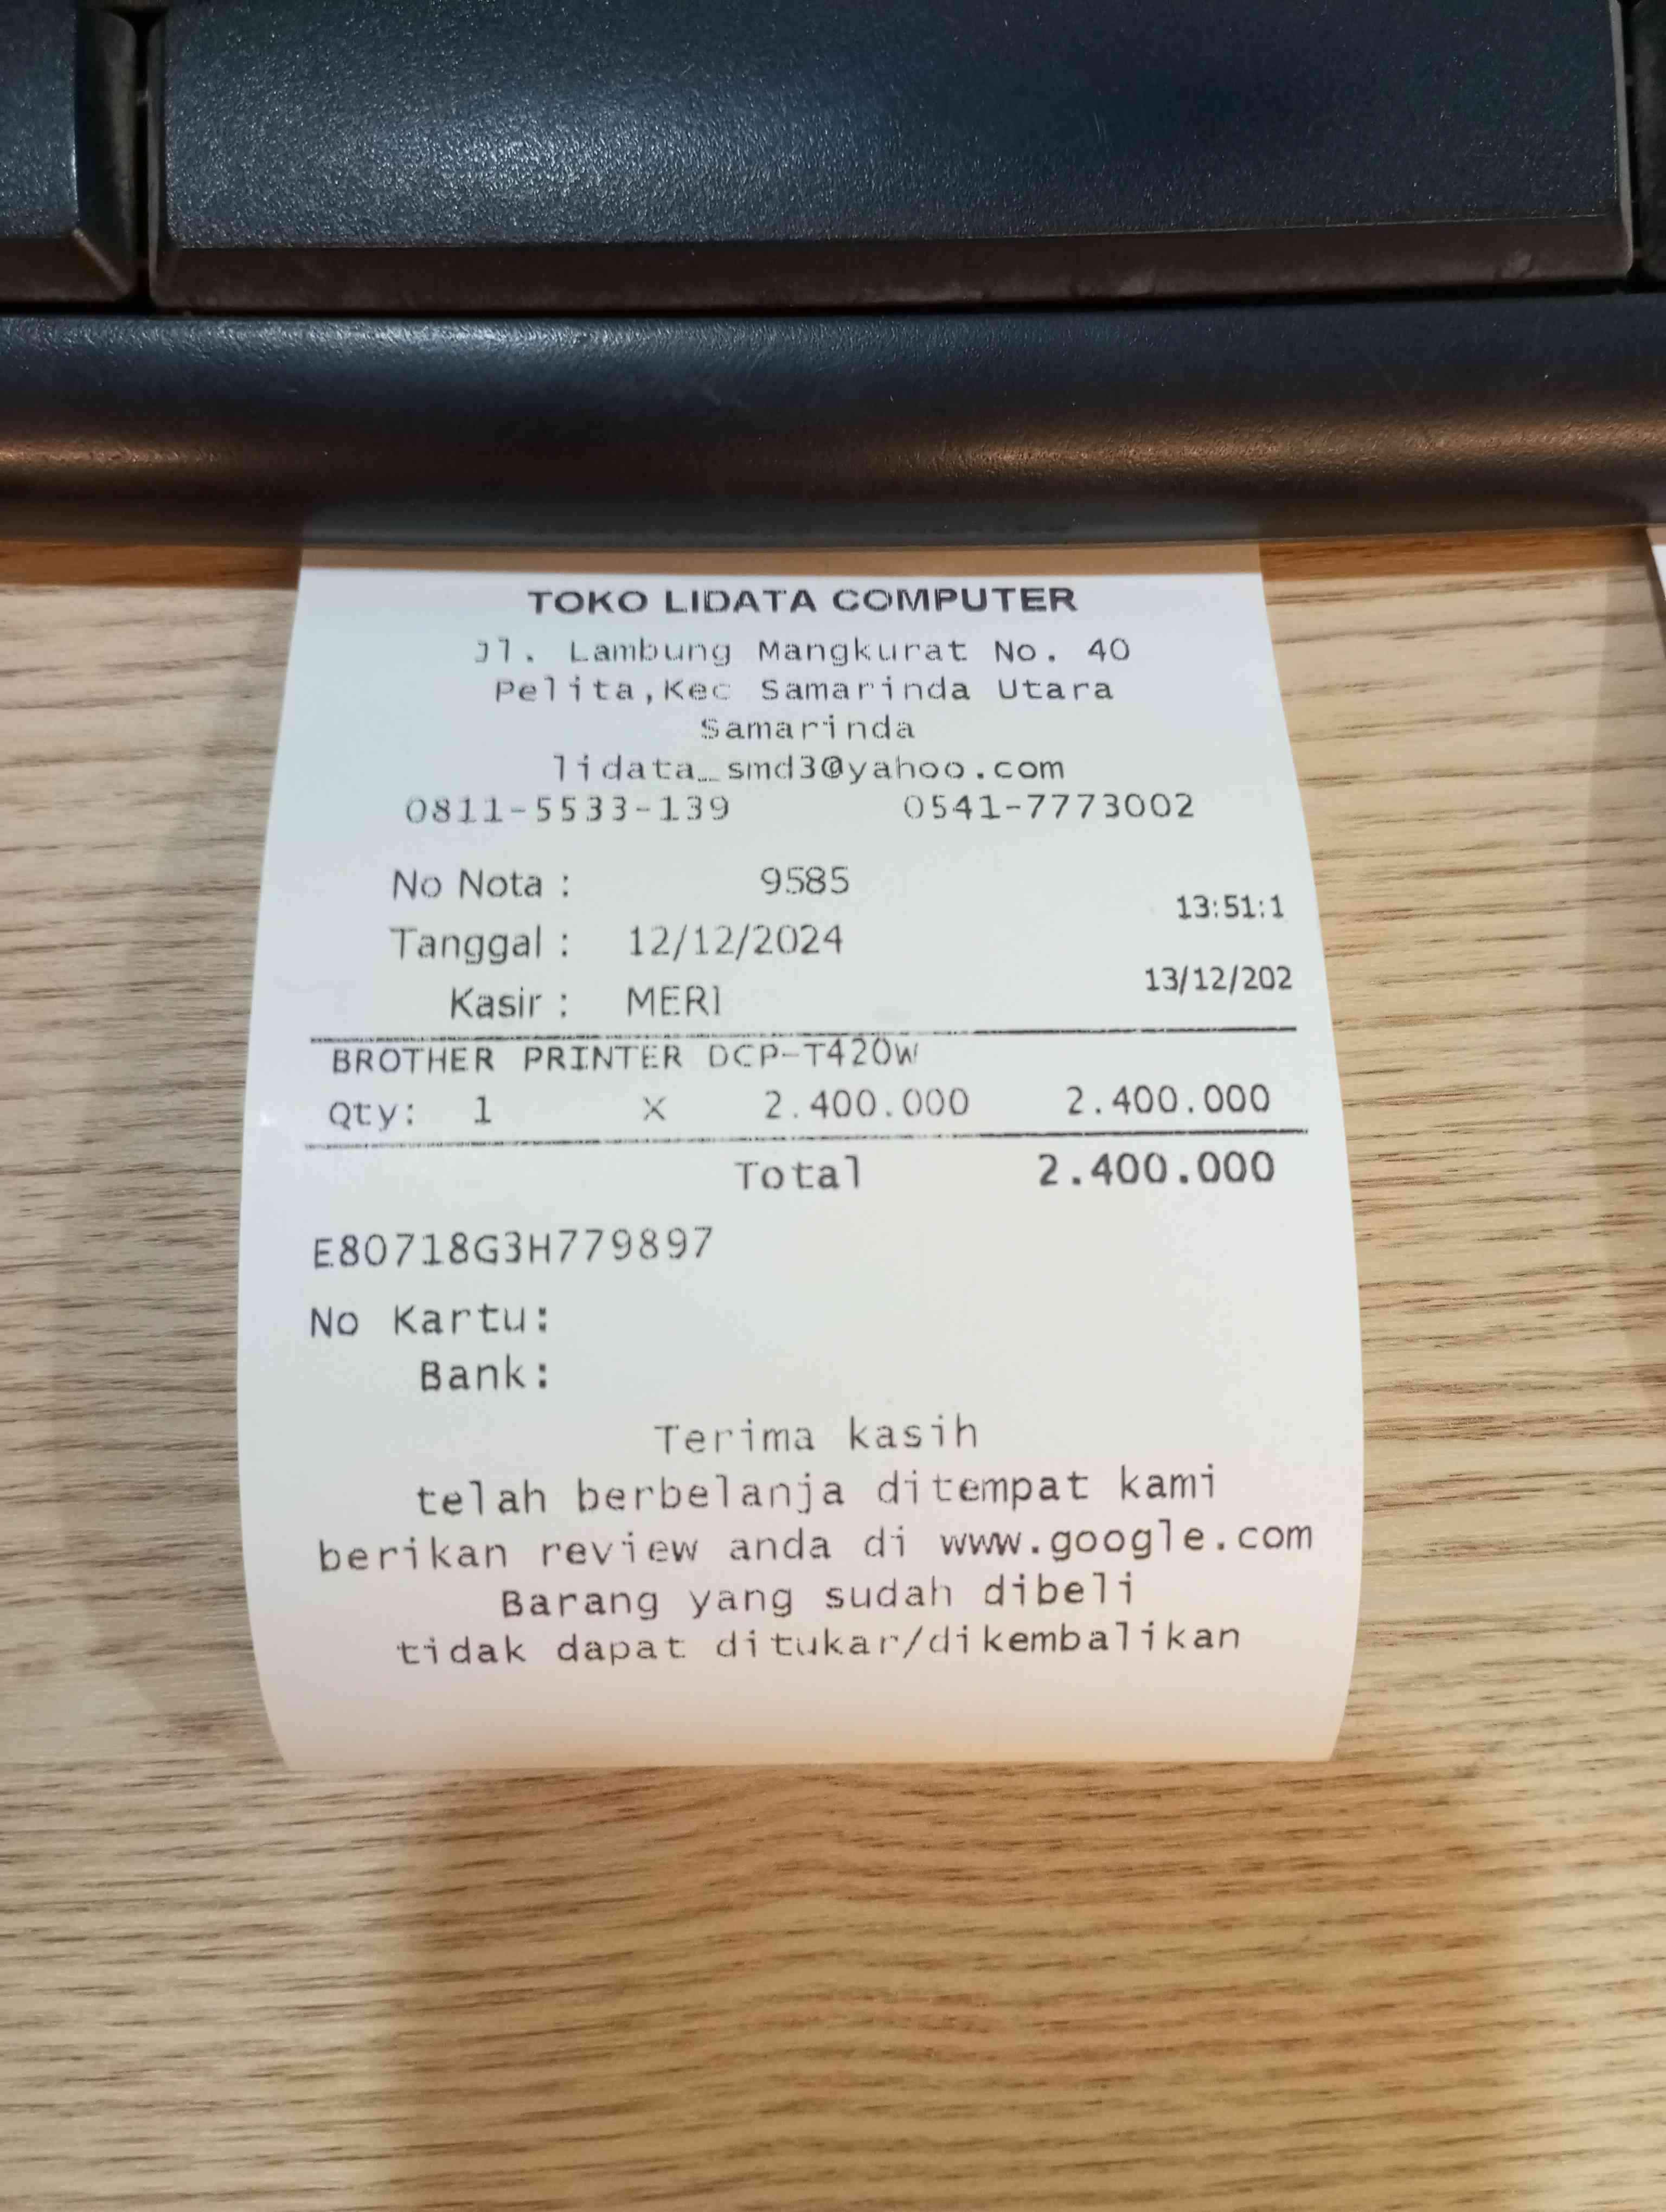 TOKO LIDATA COMPUTER
Jl. Lambung Mangkurat No. 40
Pelita,Kec Samarinda Utara
Samarinda
lidata_smd3@yahoo.com
0811-5533-139 0541-7773002
No Nota : 9585
13:51:1
Tanggal : 12/12/2024
13/12/202
Kasir : MERI
BROTHER PRINTER DCP-T420W
Qty: 1 X 2.400.000 2.400.000
Total 2.400.000
E80718G3H779897
No Kartu:
Bank:
Terima kasih
telah berbelanja ditempat kami
berikan review anda di www.google.com
Barang yang sudah dibeli
tidak dapat ditukar/dikembalikan